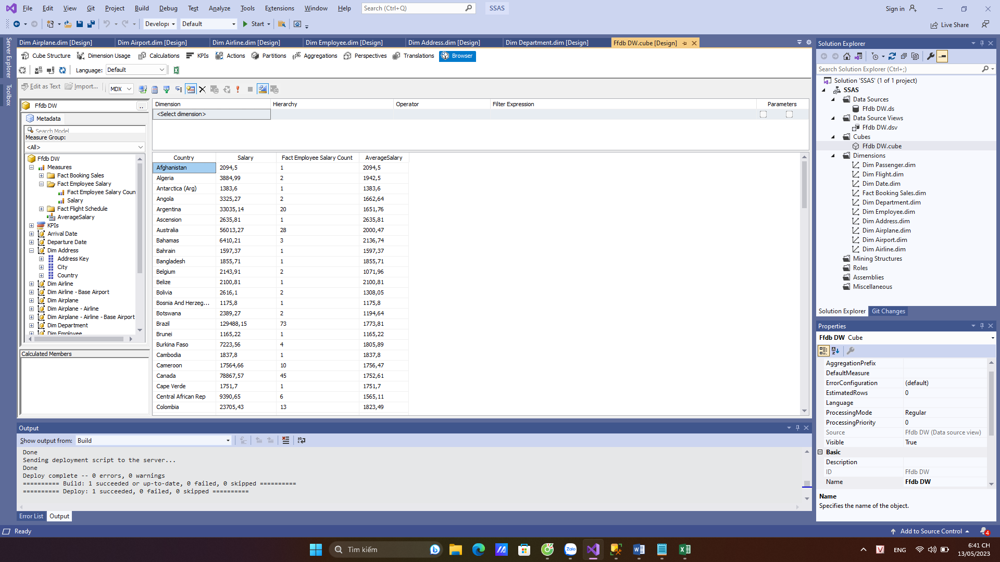 File Edit View Git Project Build Debug Test Analyze Tools Extensions Window Help Search (Ctrl+Q) SSAS Sign in
Develop Default Start Live Share
Server Explorer
Toolbox
Dim Airplane.dim [Design] Dim Airport.dim [Design] Dim Airline.dim [Design] Dim Employee.dim [Design] Dim Address.dim [Design] Dim Department.dim [Design] Ffdb DW.cube [Design]
Cube Structure Dimension Usage Calculations KPIs Actions Partitions Aggregations Perspectives Translations Browser
Language: Default
Edit as Text Import... MDX
Ffdb DW ..
Metadata
Search Model
Measure Group:
<All>
Ffdb DW
Measures
Fact Booking Sales
Fact Employee Salary
Fact Employee Salary Coun
Salary
Fact Flight Schedule
AverageSalary
KPIs
Arrival Date
Departure Date
Dim Address
Address Key
City
Country
Dim Airline
Dim Airline - Base Airport
Dim Airplane
Dim Airplane - Airline
Dim Airplane - Airline - Base Airport
Dim Department
Dim Employee
Calculated Members
Dimension Hierarchy Operator Filter Expression Parameters
<Select dimension>
Country Salary Fact Employee Salary Count AverageSalary
Afghanistan 2094,5 1 2094,5
Algeria 3884,99 2 1942,5
Antarctica (Arg) 1383,6 1 1383,6
Angola 3325,27 2 1662,64
Argentina 33035,14 20 1651,76
Ascension 2635,81 1 2635,81
Australia 56013,27 28 2000,47
Bahamas 6410,21 3 2136,74
Bahrain 1597,37 1 1597,37
Bangladesh 1855,71 1 1855,71
Belgium 2143,91 2 1071,96
Belize 2100,81 1 2100,81
Bolivia 2616,1 2 1308,05
Bosnia And Herzeg... 1175,8 1 1175,8
Botswana 2389,27 2 1194,64
Brazil 129488,15 73 1773,81
Brunei 1165,22 1 1165,22
Burkina Faso 7223,56 4 1805,89
Cambodia 1837,8 1 1837,8
Cameroon 17564,66 10 1756,47
Canada 78867,57 45 1752,61
Cape Verde 1751,7 1 1751,7
Central African Rep 9390,65 6 1565,11
Colombia 23705,43 13 1823,49
Output
Show output from: Build
Done
Sending deployment script to the server...
Done
Deploy complete -- 0 errors, 0 warnings
========== Build: 1 succeeded or up-to-date, 0 failed, 0 skipped ==========
========== Deploy: 1 succeeded, 0 failed, 0 skipped ==========
Error List Output
Solution Explorer
Search Solution Explorer (Ctrl+;)
Solution 'SSAS' (1 of 1 project)
SSAS
Data Sources
Ffdb DW.ds
Data Source Views
Ffdb DW.dsv
Cubes
Ffdb DW.cube
Dimensions
Dim Passenger.dim
Dim Flight.dim
Dim Date.dim
Fact Booking Sales.dim
Dim Department.dim
Dim Employee.dim
Dim Address.dim
Dim Airplane.dim
Dim Airport.dim
Dim Airline.dim
Mining Structures
Roles
Assemblies
Miscellaneous
Solution Explorer Git Changes
Properties
Ffdb DW Cube
AggregationPrefix
DefaultMeasure
ErrorConfiguration (default)
EstimatedRows 0
Language
ProcessingMode Regular
ProcessingPriority 0
Source Ffdb DW (Data source view)
Visible True
Basic
Description
ID Ffdb DW
Name Ffdb DW
Name
Specifies the name of the object.
Ready Add to Source Control 4
Tìm kiếm Zalo V ENG 6:41 CH
13/05/2023